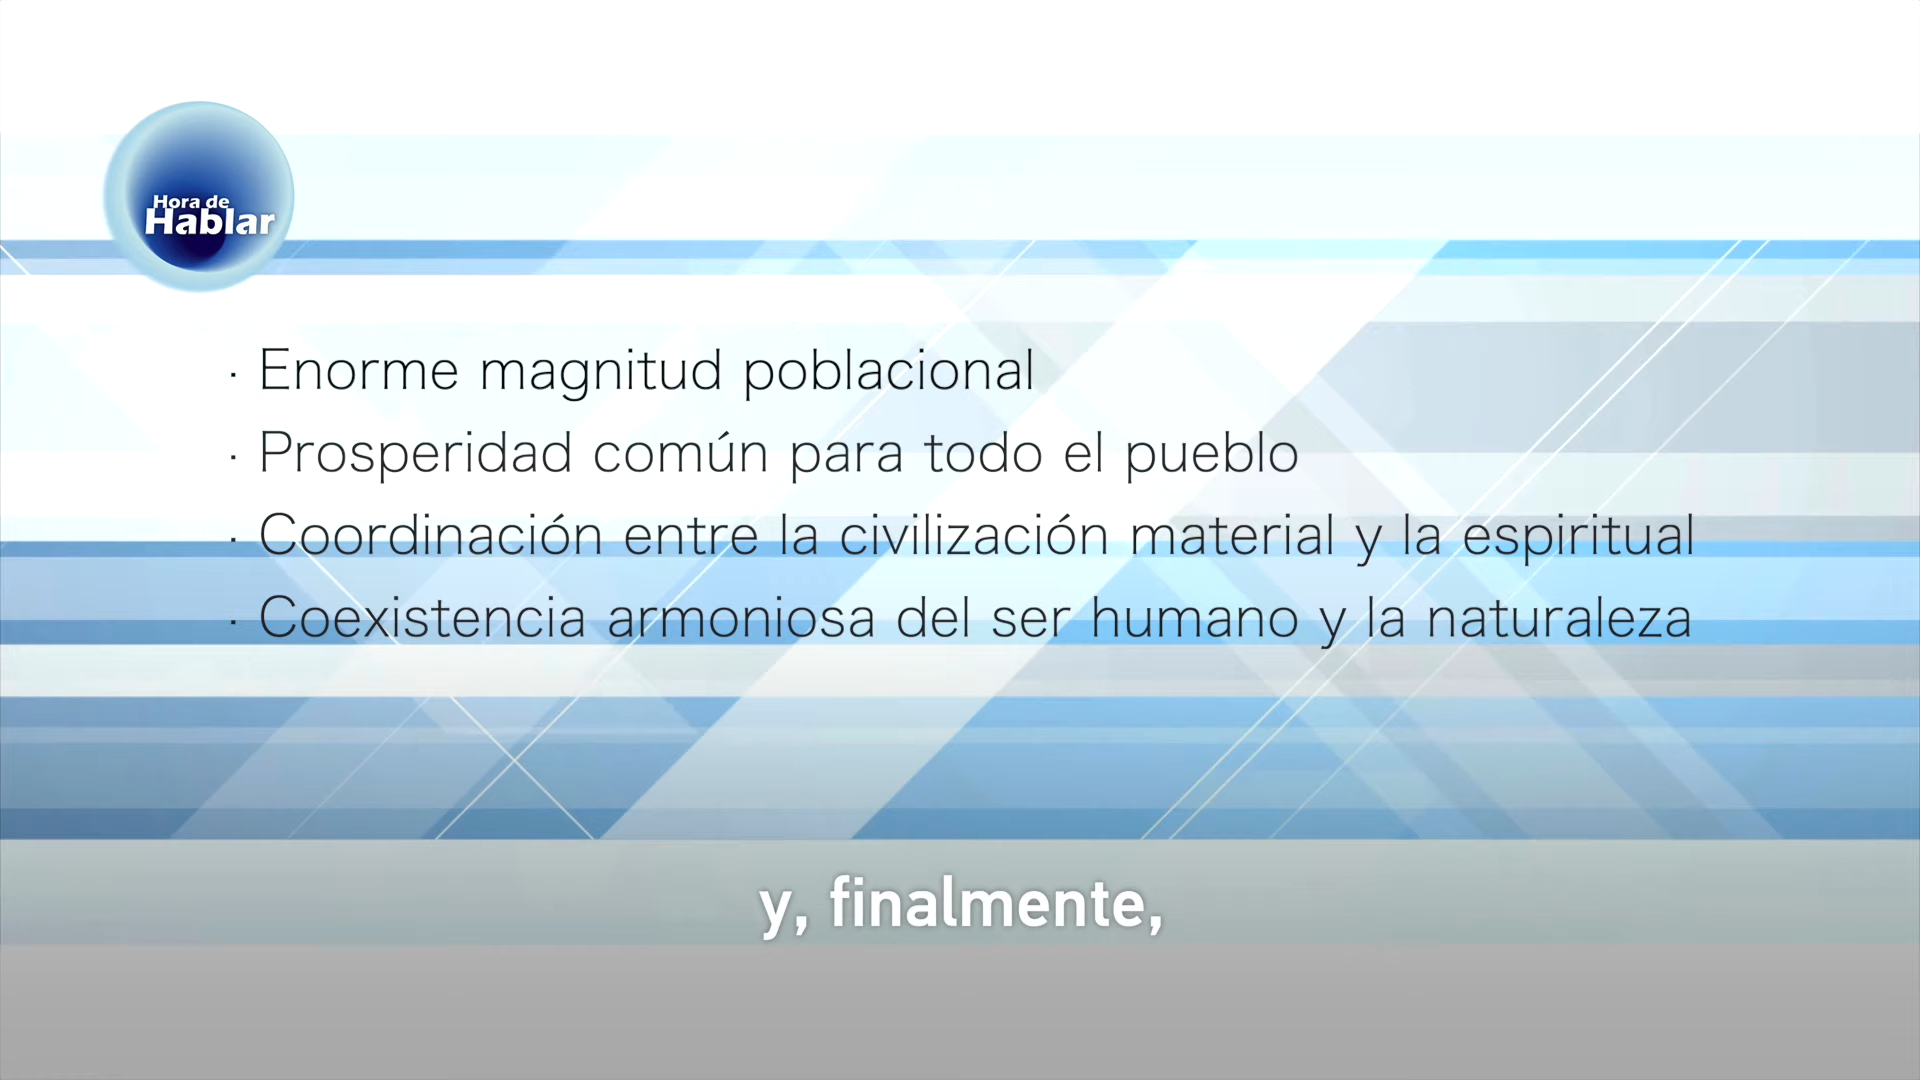 Hora de
Hablar
· Enorme magnitud poblacional
· Prosperidad común para todo el pueblo
· Coordinación entre la civilización material y la espiritual
· Coexistencia armoniosa del ser humano y la naturaleza
y, finalmente,